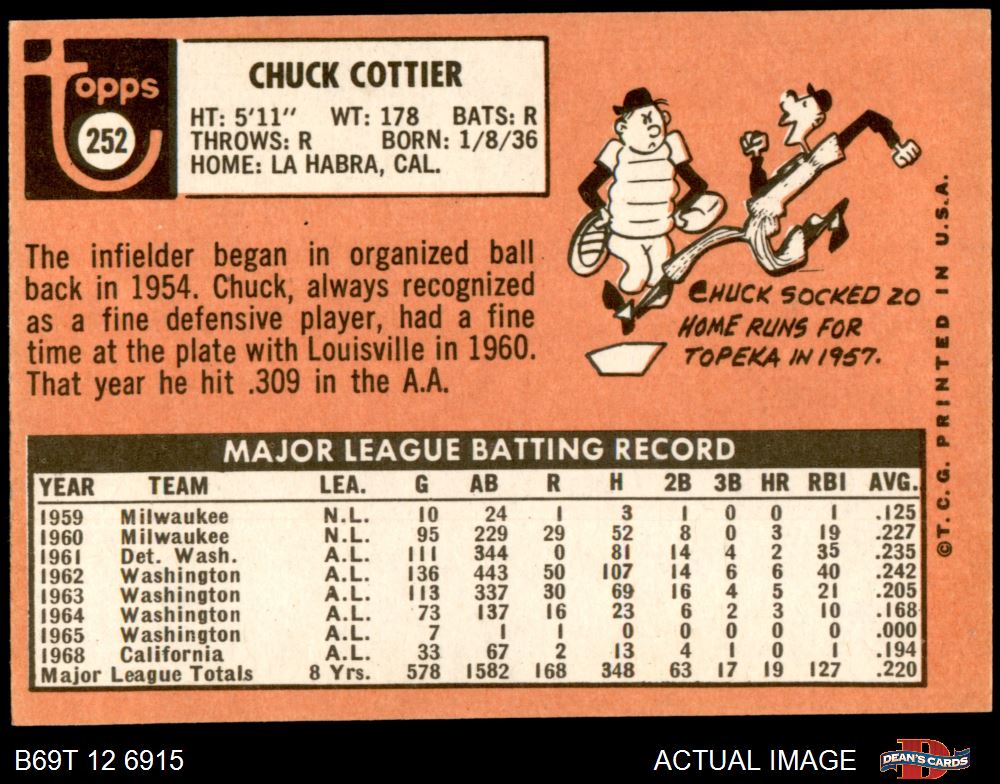 topps
252
CHUCK COTTIER
HT: 5'11" WT: 178 BATS: R
THROWS: R BORN: 1/8/36
HOME: LA HABRA, CAL.
The infielder began in organized ball
back in 1954. Chuck, always recognized
as a fine defensive player, had a fine
time at the plate with Louisville in 1960.
That year he hit .309 in the A.A.
CHUCK SOCKED 20
HOME RUNS FOR
TOPEKA IN 1957.
© T. C. G. PRINTED IN U.S.A.
MAJOR LEAGUE BATTING RECORD
YEAR TEAM LEA. G AB R H 2B 3B HR RBI AVG.
1959 Milwaukee N.L. 10 24 1 3 1 0 0 1 .125
1960 Milwaukee N.L. 95 229 29 52 8 0 3 19 .227
1961 Det. Wash. A.L. 111 344 0 81 14 4 2 35 .235
1962 Washington A.L. 136 443 50 107 14 6 6 40 .242
1963 Washington A.L. 113 337 30 69 16 4 5 21 .205
1964 Washington A.L. 73 137 16 23 6 2 3 10 .168
1965 Washington A.L. 7 1 1 0 0 0 0 0 .000
1968 California A.L. 33 67 2 13 4 1 0 1 .194
Major League Totals 8 Yrs. 578 1582 168 348 63 17 19 127 .220
B69T 12 6915
ACTUAL IMAGE
DEAN'S CARDS